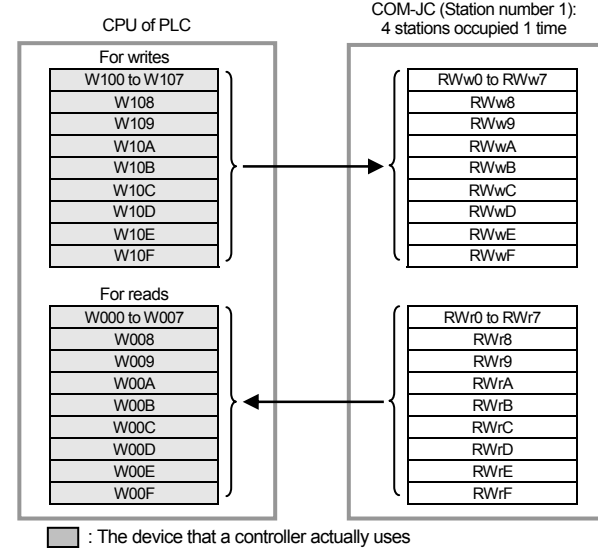 CPU of PLC
COM-JC (Station number 1):
4 stations occupied 1 time
For writes
W100 to W107
W108
W109
W10A
W10B
W10C
W10D
W10E
W10F
RWw0 to RWw7
RWw8
RWw9
RWwA
RWwB
RWwC
RWwD
RWwE
RWwF
For reads
W000 to W007
W008
W009
W00A
W00B
W00C
W00D
W00E
W00F
RWr0 to RWr7
RWr8
RWr9
RWrA
RWrB
RWrC
RWrD
RWrE
RWrF
: The device that a controller actually uses